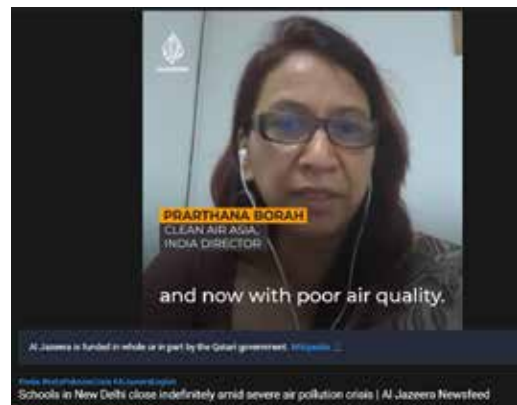 PRARTHANA BORAH
CLEAN AIR ASIA,
INDIA DIRECTOR
and now with poor air quality.
Al Jazeera is funded in whole or in part by the Qatari government. Wikipedia
Schools in New Delhi close indefinitely amid severe air pollution crisis | Al Jazeera Newsfeed